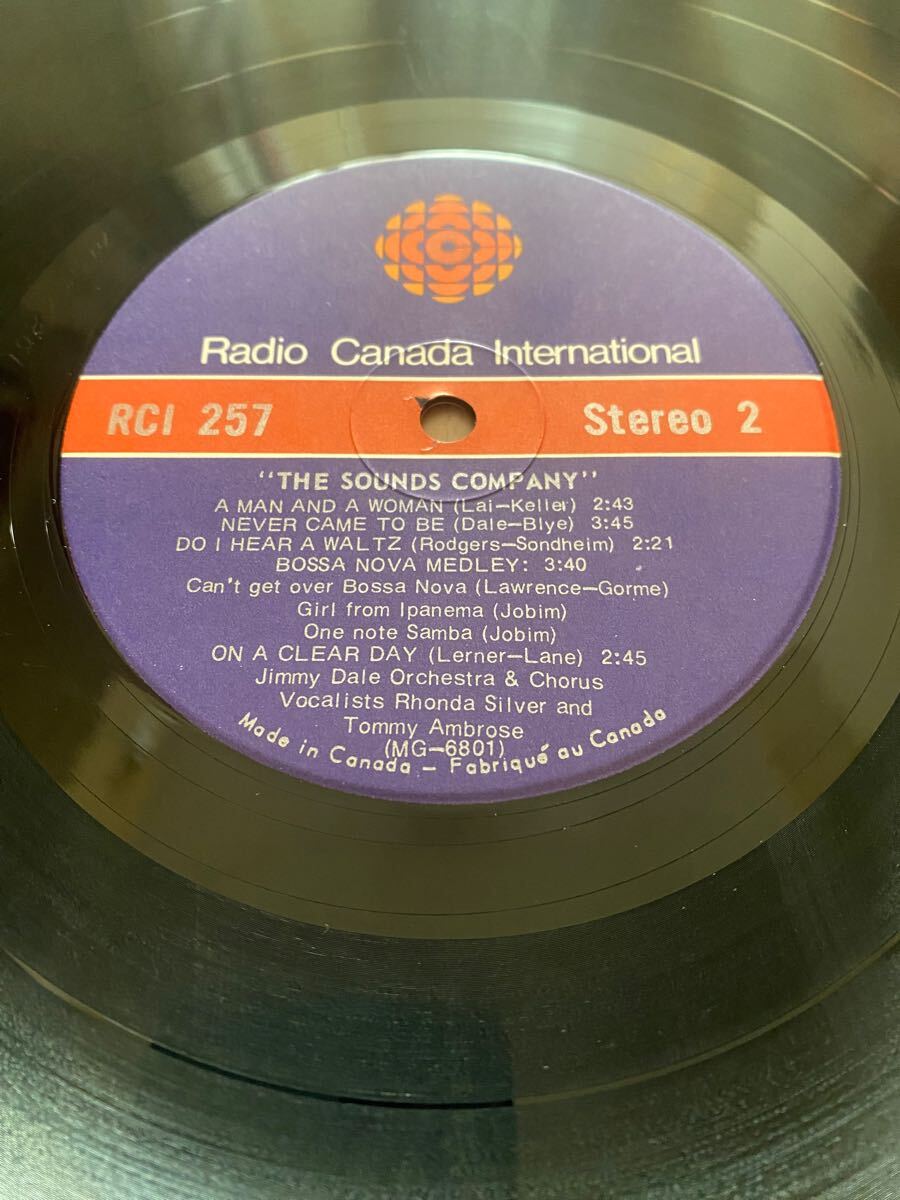 Radio Canada International
RCI 257
Stereo 2
"THE SOUNDS COMPANY"
A MAN AND A WOMAN (Lai-Keller) 2:43
NEVER CAME TO BE (Dale-Blye) 3:45
DO I HEAR A WALTZ (Rodgers-Sondheim) 2:21
BOSSA NOVA MEDLEY: 3:40
Can't get over Bossa Nova (Lawrence-Gorme)
Girl from Ipanema (Jobim)
One note Samba (Jobim)
ON A CLEAR DAY (Lerner-Lane) 2:45
Jimmy Dale Orchestra & Chorus
Vocalists Rhonda Silver and
Tommy Ambrose
(MG-6801)
Made in Canada - Fabriqué au Canada